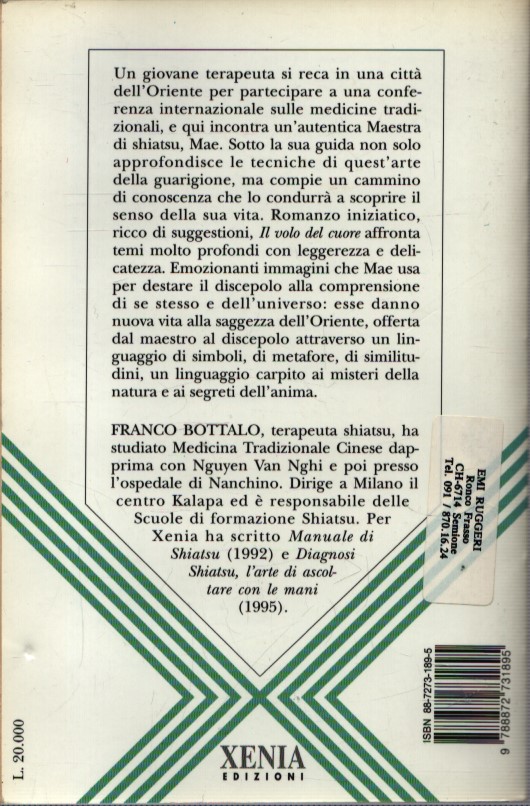 Un giovane terapeuta si reca in una città
dell'Oriente per partecipare a una confe-
renza internazionale sulle medicine tradi-
zionali, e qui incontra un'autentica Maestra
di shiatsu, Mae. Sotto la sua guida non solo
approfondisce le tecniche di quest'arte
della guarigione, ma compie un cammino
di conoscenza che lo condurrà a scoprire il
senso della sua vita. Romanzo iniziatico,
ricco di suggestioni, Il volo del cuore affronta
temi molto profondi con leggerezza e deli-
catezza. Emozionanti immagini che Mae usa
per destare il discepolo alla comprensione
di se stesso e dell'universo: esse danno
nuova vita alla saggezza dell'Oriente, offerta
dal maestro al discepolo attraverso un lin-
guaggio di simboli, di metafore, di similitu-
dini, un linguaggio carpito ai misteri della
natura e ai segreti dell'anima.
FRANCO BOTTALO, terapeuta shiatsu, ha
studiato Medicina Tradizionale Cinese dap-
prima con Nguyen Van Nghi e poi presso
l'ospedale di Nanchino. Dirige a Milano il
centro Kalapa ed è responsabile delle
Scuole di formazione Shiatsu. Per
Xenia ha scritto Manuale di
Shiatsu (1992) e Diagnosi
Shiatsu, l'arte di ascol-
tare con le mani
(1995).
EMI RUGGERI
Ronco Frasso
CH-6714 Semione
Tel. 091 / 870.16.24
ISBN 88-7273-189-5
9 788872 731895
L. 20.000
XENIA
EDIZIONI